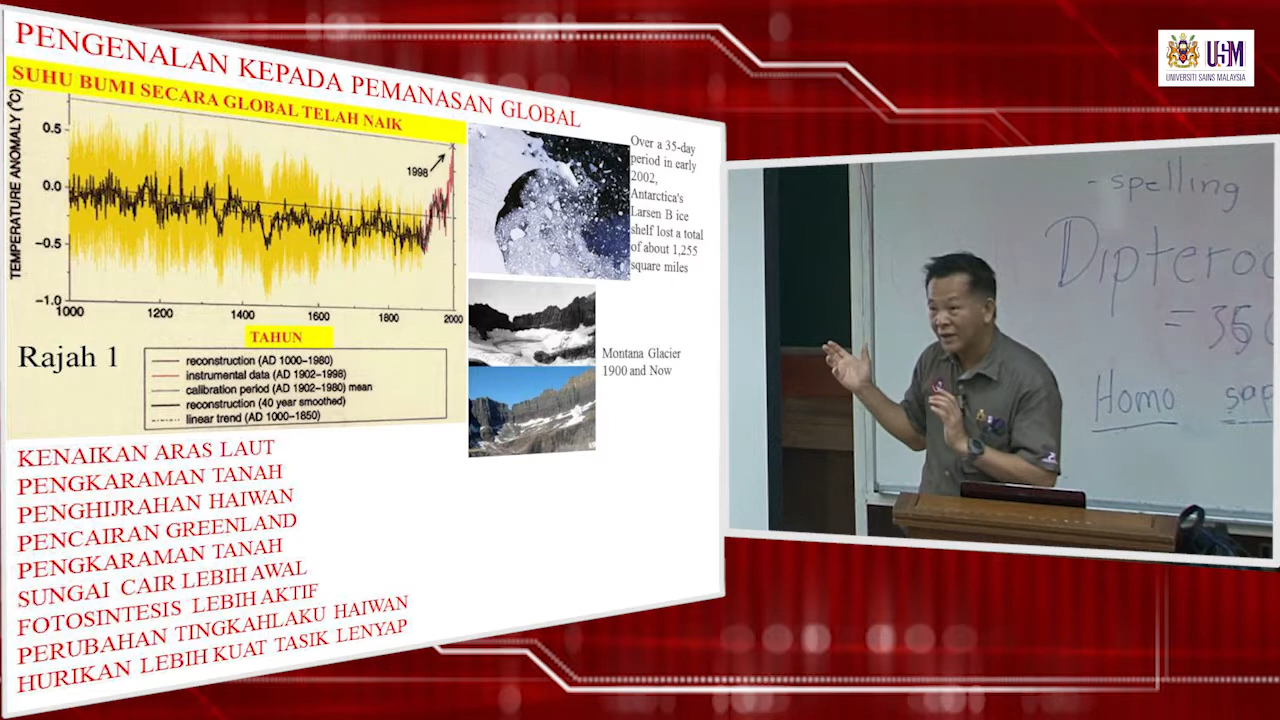 PENGENALAN KEPADA PEMANASAN GLOBAL
SUHU BUMI SECARA GLOBAL TELAH NAIK
TEMPERATURE ANOMALY (°C)
0.5
0.0
-0.5
-1.0
1998
1000 1200 1400 1600 1800 2000
TAHUN
Rajah 1
reconstruction (AD 1000-1980)
instrumental data (AD 1902-1998)
calibration period (AD 1902-1980) mean
reconstruction (40 year smoothed)
linear trend (AD 1000-1850)
Over a 35-day
period in early
2002,
Antarctica's
Larsen B ice
shelf lost a total
of about 1,255
square miles
Montana Glacier
1900 and Now
KENAIKAN ARAS LAUT
PENGKARAMAN TANAH
PENGHIJRAHAN HAIWAN
PENCAIRAN GREENLAND
PENGKARAMAN TANAH
SUNGAI CAIR LEBIH AWAL
FOTOSINTESIS LEBIH AKTIF
PERUBAHAN TINGKAHLAKU HAIWAN
HURIKAN LEBIH KUAT TASIK LENYAP
USM
UNIVERSITI SAINS MALAYSIA
- spelling
Dipteroc
Homo sap